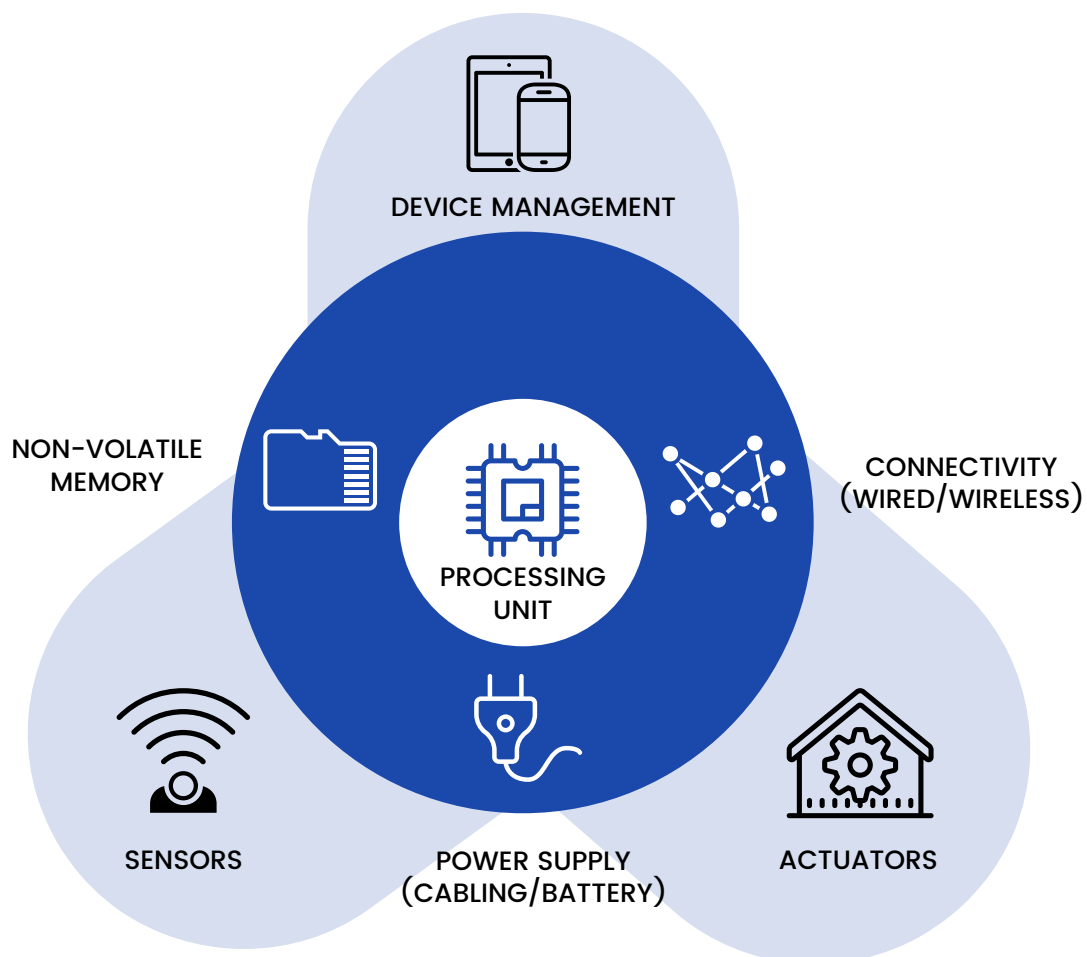 DEVICE MANAGEMENT
NON-VOLATILE
MEMORY
CONNECTIVITY
(WIRED/WIRELESS)
PROCESSING
UNIT
SENSORS
POWER SUPPLY
(CABLING/BATTERY)
ACTUATORS